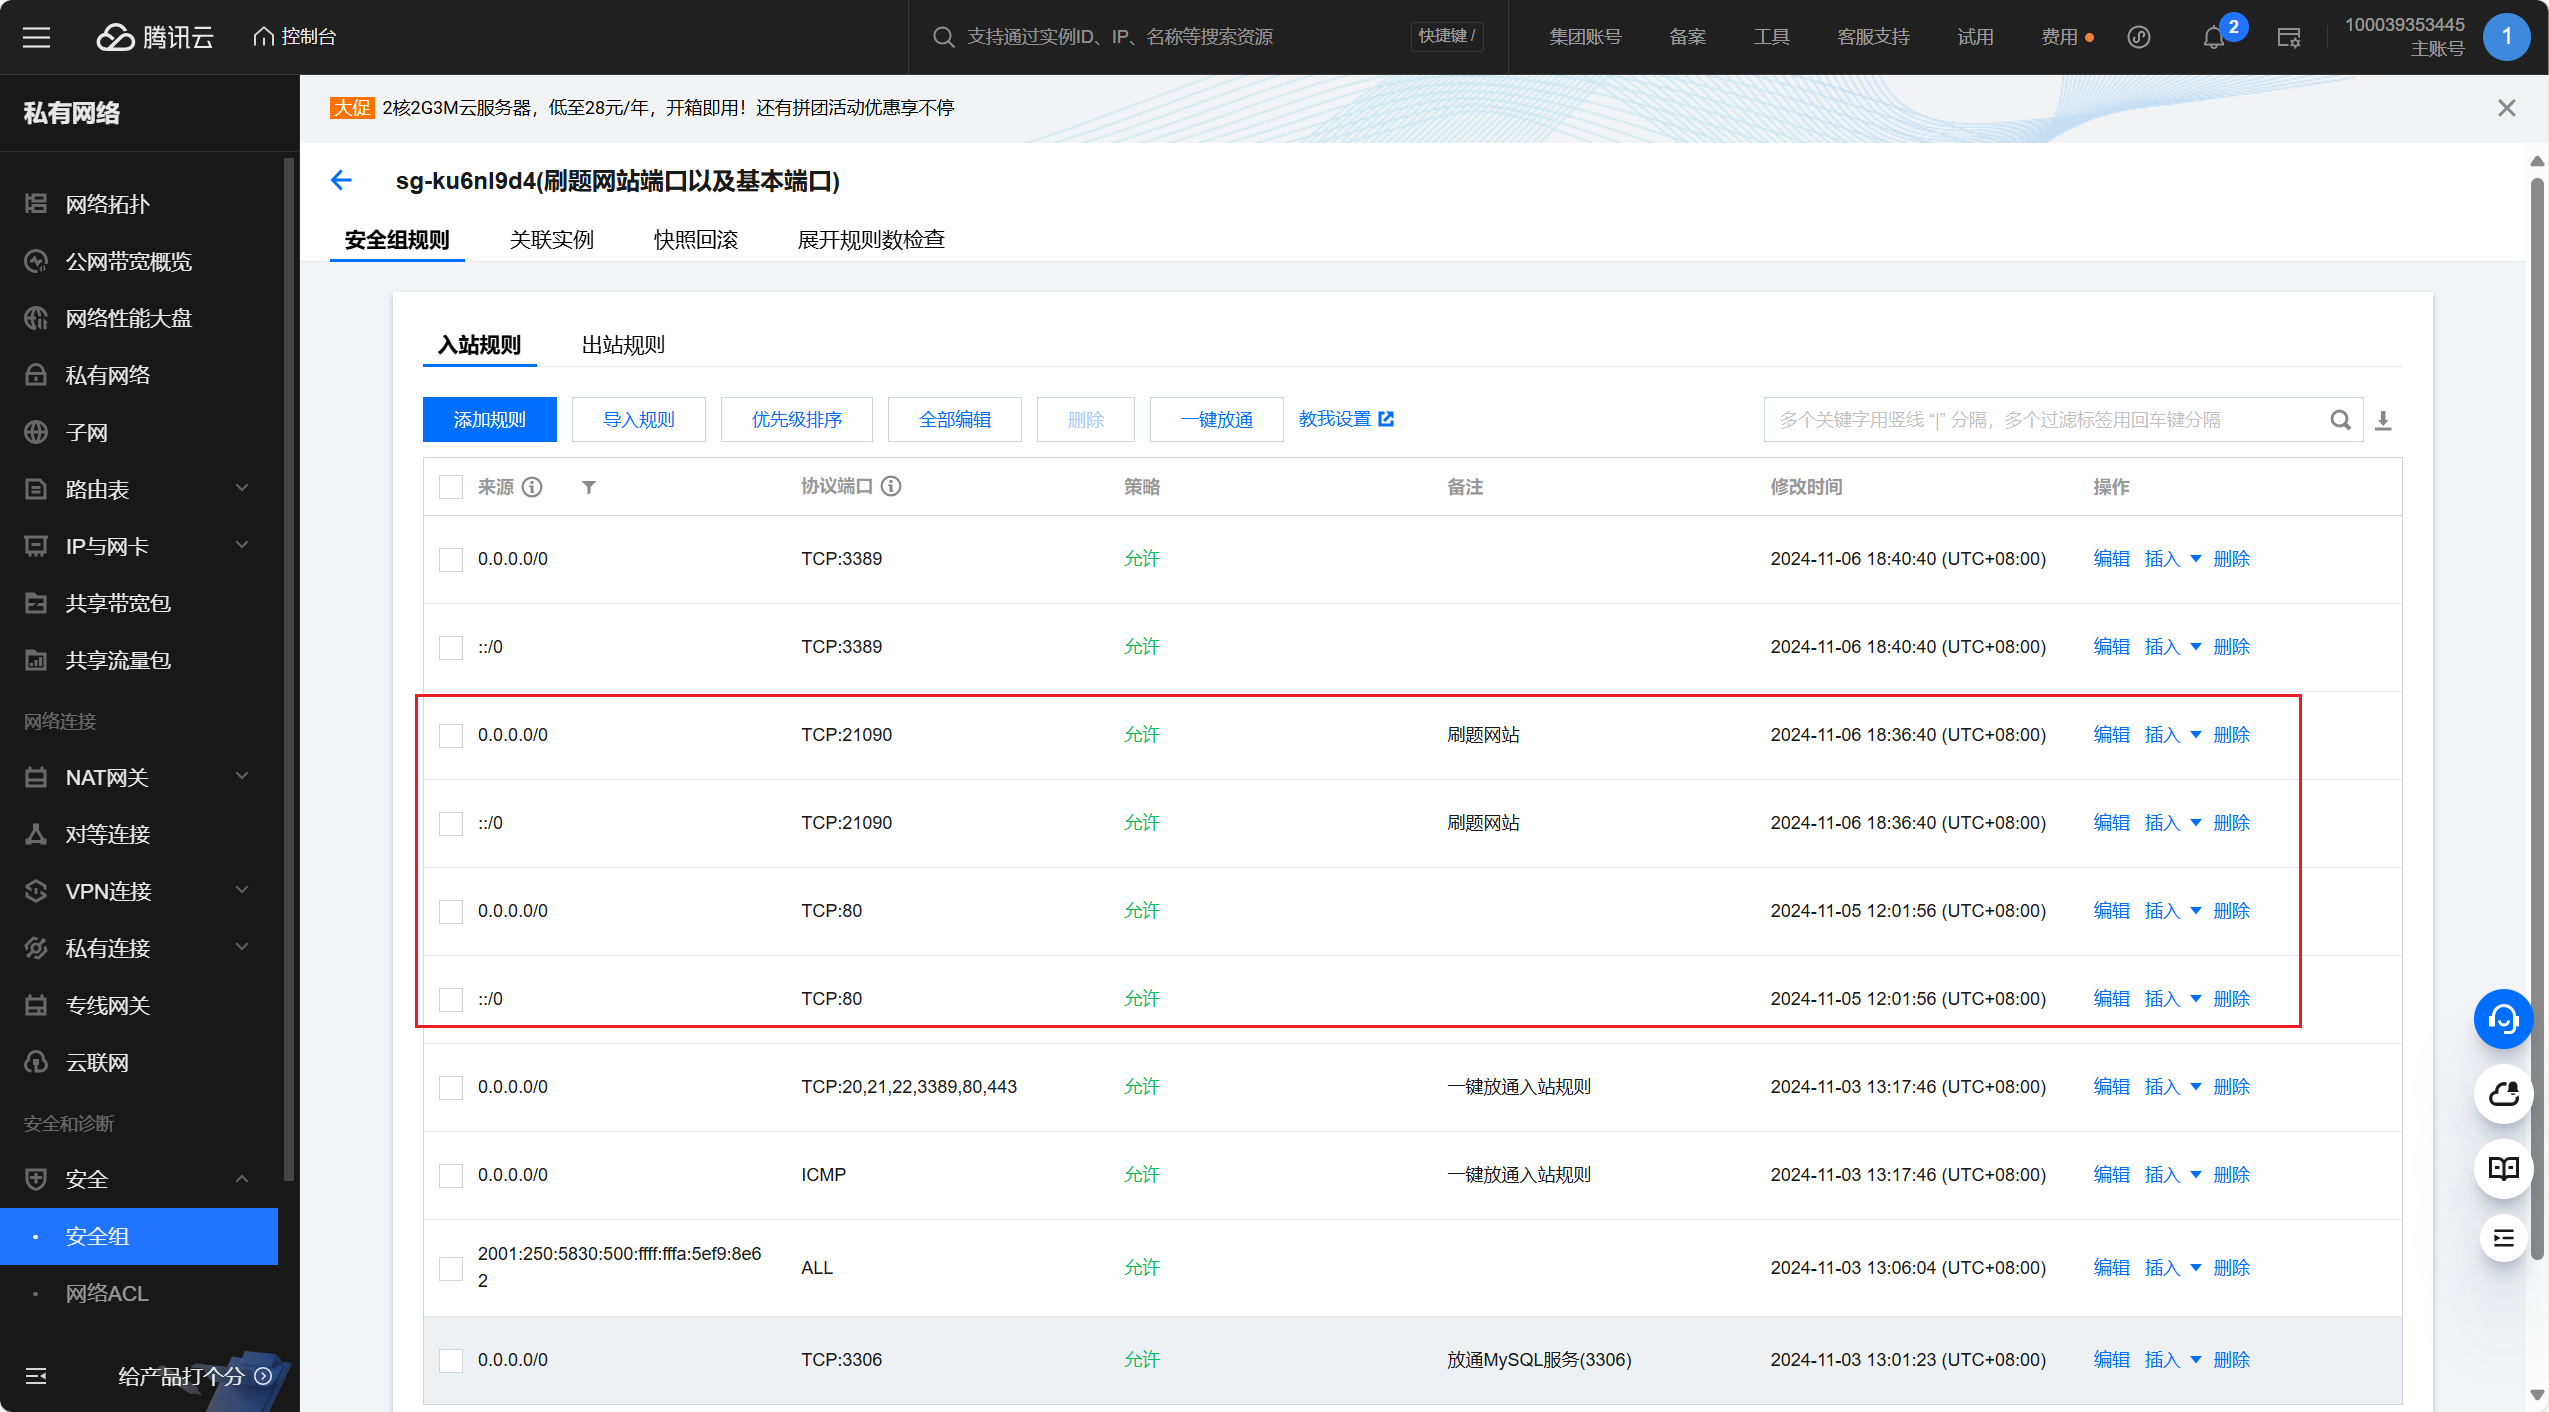 腾讯云
控制台
支持通过实例ID、IP、名称等搜索资源
快捷键 /
集团账号
备案
工具
客服支持
试用
费用
2
100039353445
主账号
1
私有网络
网络拓扑
公网带宽概览
网络性能大盘
私有网络
子网
路由表
IP与网卡
共享带宽包
共享流量包
网络连接
NAT网关
对等连接
VPN连接
私有连接
专线网关
云联网
安全和诊断
安全
安全组
网络ACL
给产品打个分
大促 2核2G3M云服务器，低至28元/年，开箱即用！还有拼团活动优惠享不停
sg-ku6nl9d4(刷题网站端口以及基本端口)
安全组规则 关联实例 快照回滚 展开规则数检查
入站规则 出站规则
添加规则 导入规则 优先级排序 全部编辑 删除 一键放通 教我设置
多个关键字用竖线 “|” 分隔，多个过滤标签用回车键分隔
来源 协议端口 策略 备注 修改时间 操作
0.0.0.0/0 TCP:3389 允许 2024-11-06 18:40:40 (UTC+08:00) 编辑 插入 删除
::/0 TCP:3389 允许 2024-11-06 18:40:40 (UTC+08:00) 编辑 插入 删除
0.0.0.0/0 TCP:21090 允许 刷题网站 2024-11-06 18:36:40 (UTC+08:00) 编辑 插入 删除
::/0 TCP:21090 允许 刷题网站 2024-11-06 18:36:40 (UTC+08:00) 编辑 插入 删除
0.0.0.0/0 TCP:80 允许 2024-11-05 12:01:56 (UTC+08:00) 编辑 插入 删除
::/0 TCP:80 允许 2024-11-05 12:01:56 (UTC+08:00) 编辑 插入 删除
0.0.0.0/0 TCP:20,21,22,3389,80,443 允许 一键放通入站规则 2024-11-03 13:17:46 (UTC+08:00) 编辑 插入 删除
0.0.0.0/0 ICMP 允许 一键放通入站规则 2024-11-03 13:17:46 (UTC+08:00) 编辑 插入 删除
2001:250:5830:500:ffff:fffa:5ef9:8e6
2 ALL 允许 2024-11-03 13:06:04 (UTC+08:00) 编辑 插入 删除
0.0.0.0/0 TCP:3306 允许 放通MySQL服务(3306) 2024-11-03 13:01:23 (UTC+08:00) 编辑 插入 删除